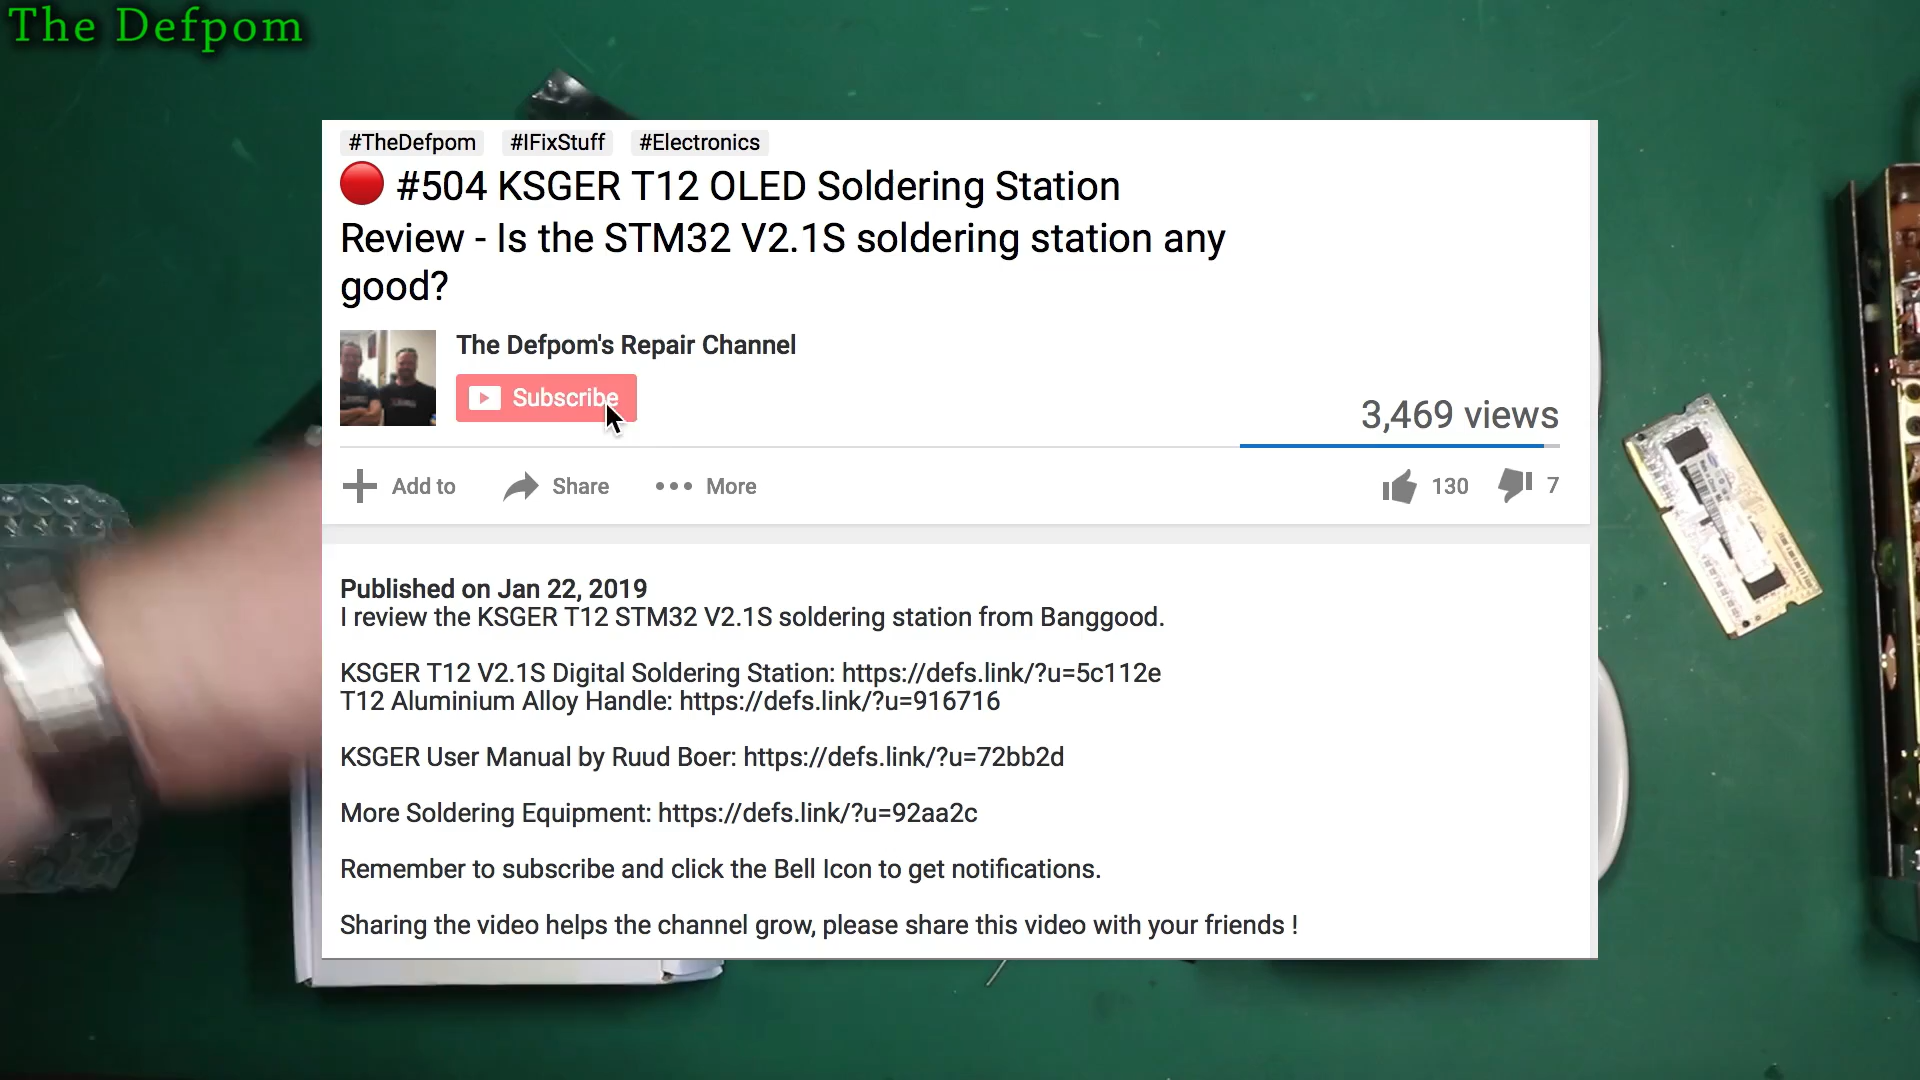 The Defpom
#TheDefpom #IFixStuff #Electronics
#504 KSGER T12 OLED Soldering Station
Review - Is the STM32 V2.1S soldering station any
good?
The Defpom's Repair Channel
Subscribe
3,469 views
Add to Share More 130 7
Published on Jan 22, 2019
I review the KSGER T12 STM32 V2.1S soldering station from Banggood.
KSGER T12 V2.1S Digital Soldering Station: https://defs.link/?u=5c112e
T12 Aluminium Alloy Handle: https://defs.link/?u=916716
KSGER User Manual by Ruud Boer: https://defs.link/?u=72bb2d
More Soldering Equipment: https://defs.link/?u=92aa2c
Remember to subscribe and click the Bell Icon to get notifications.
Sharing the video helps the channel grow, please share this video with your friends !